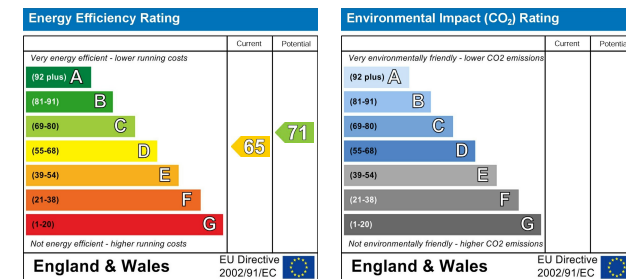 Energy Efficiency Rating
Current Potential
Very energy efficient - lower running costs
(92 plus) A
(81-91) B
(69-80) C
(55-68) D
(39-54) E
(21-38) F
(1-20) G
65
71
Not energy efficient - higher running costs
England & Wales
EU Directive
2002/91/EC
Environmental Impact (CO₂) Rating
Current Potential
Very environmentally friendly - lower CO2 emissions
(92 plus) A
(81-91) B
(69-80) C
(55-68) D
(39-54) E
(21-38) F
(1-20) G
Not environmentally friendly - higher CO2 emissions
England & Wales
EU Directive
2002/91/EC